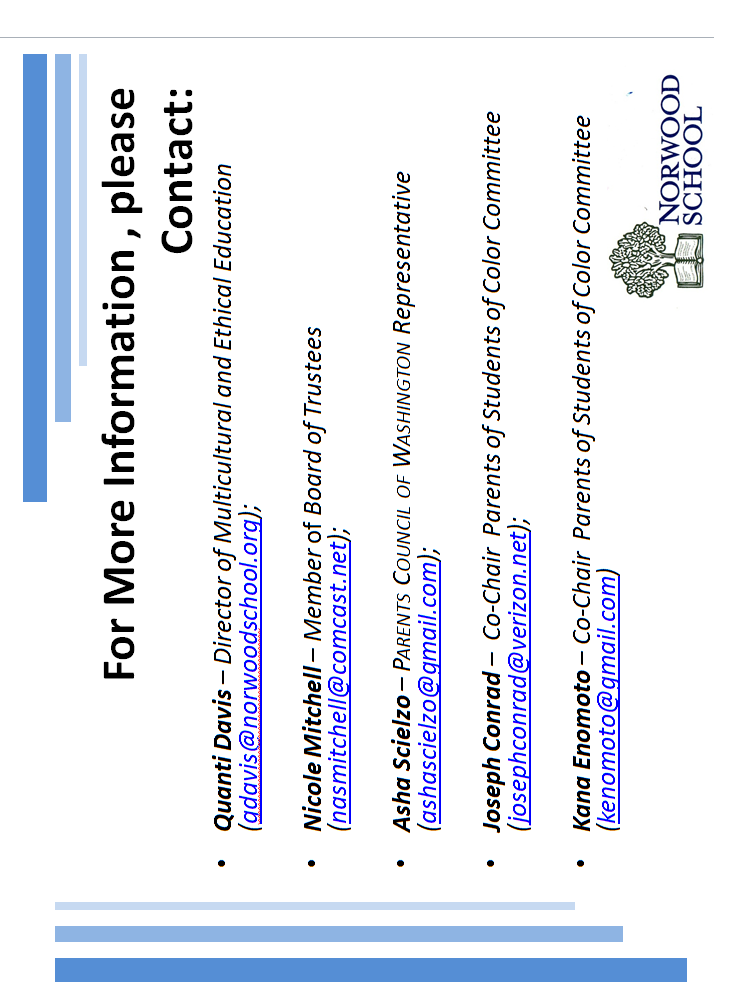 For More Information , please
Contact:
• Quanti Davis – Director of Multicultural and Ethical Education
(qdavis@norwoodschool.org);
• Nicole Mitchell – Member of Board of Trustees
(nasmitchell@comcast.net);
• Asha Scielzo – PARENTS COUNCIL OF WASHINGTON Representative
(ashascielzo@gmail.com);
• Joseph Conrad – Co-Chair Parents of Students of Color Committee
(josephconrad@verizon.net);
• Kana Enomoto – Co-Chair Parents of Students of Color Committee
(kenomoto@gmail.com)
NORWOOD
SCHOOL